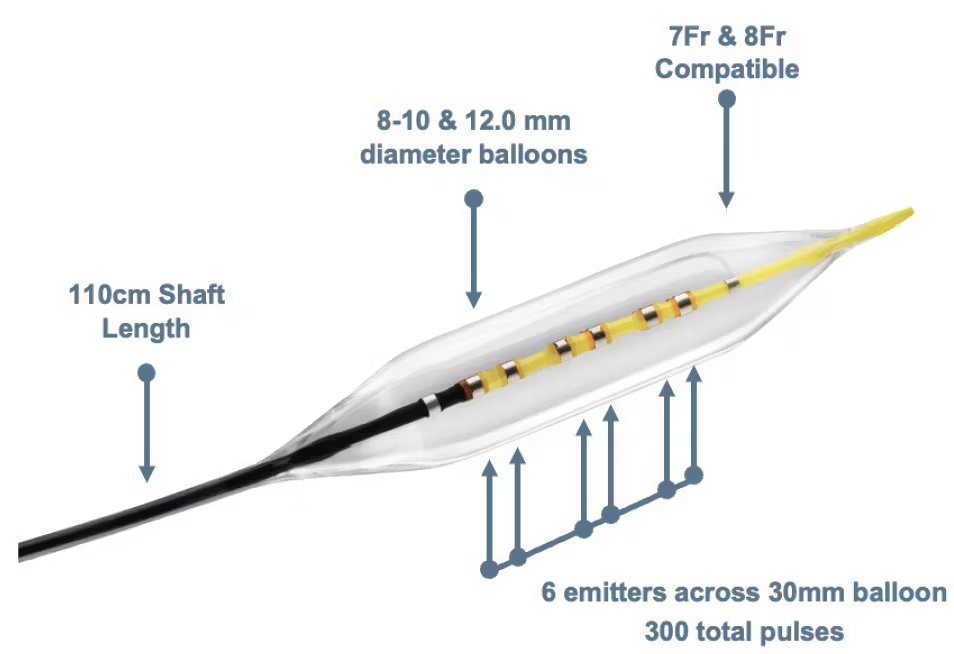 7Fr & 8Fr
Compatible
8-10 & 12.0 mm
diameter balloons
110cm Shaft
Length
6 emitters across 30mm balloon
300 total pulses